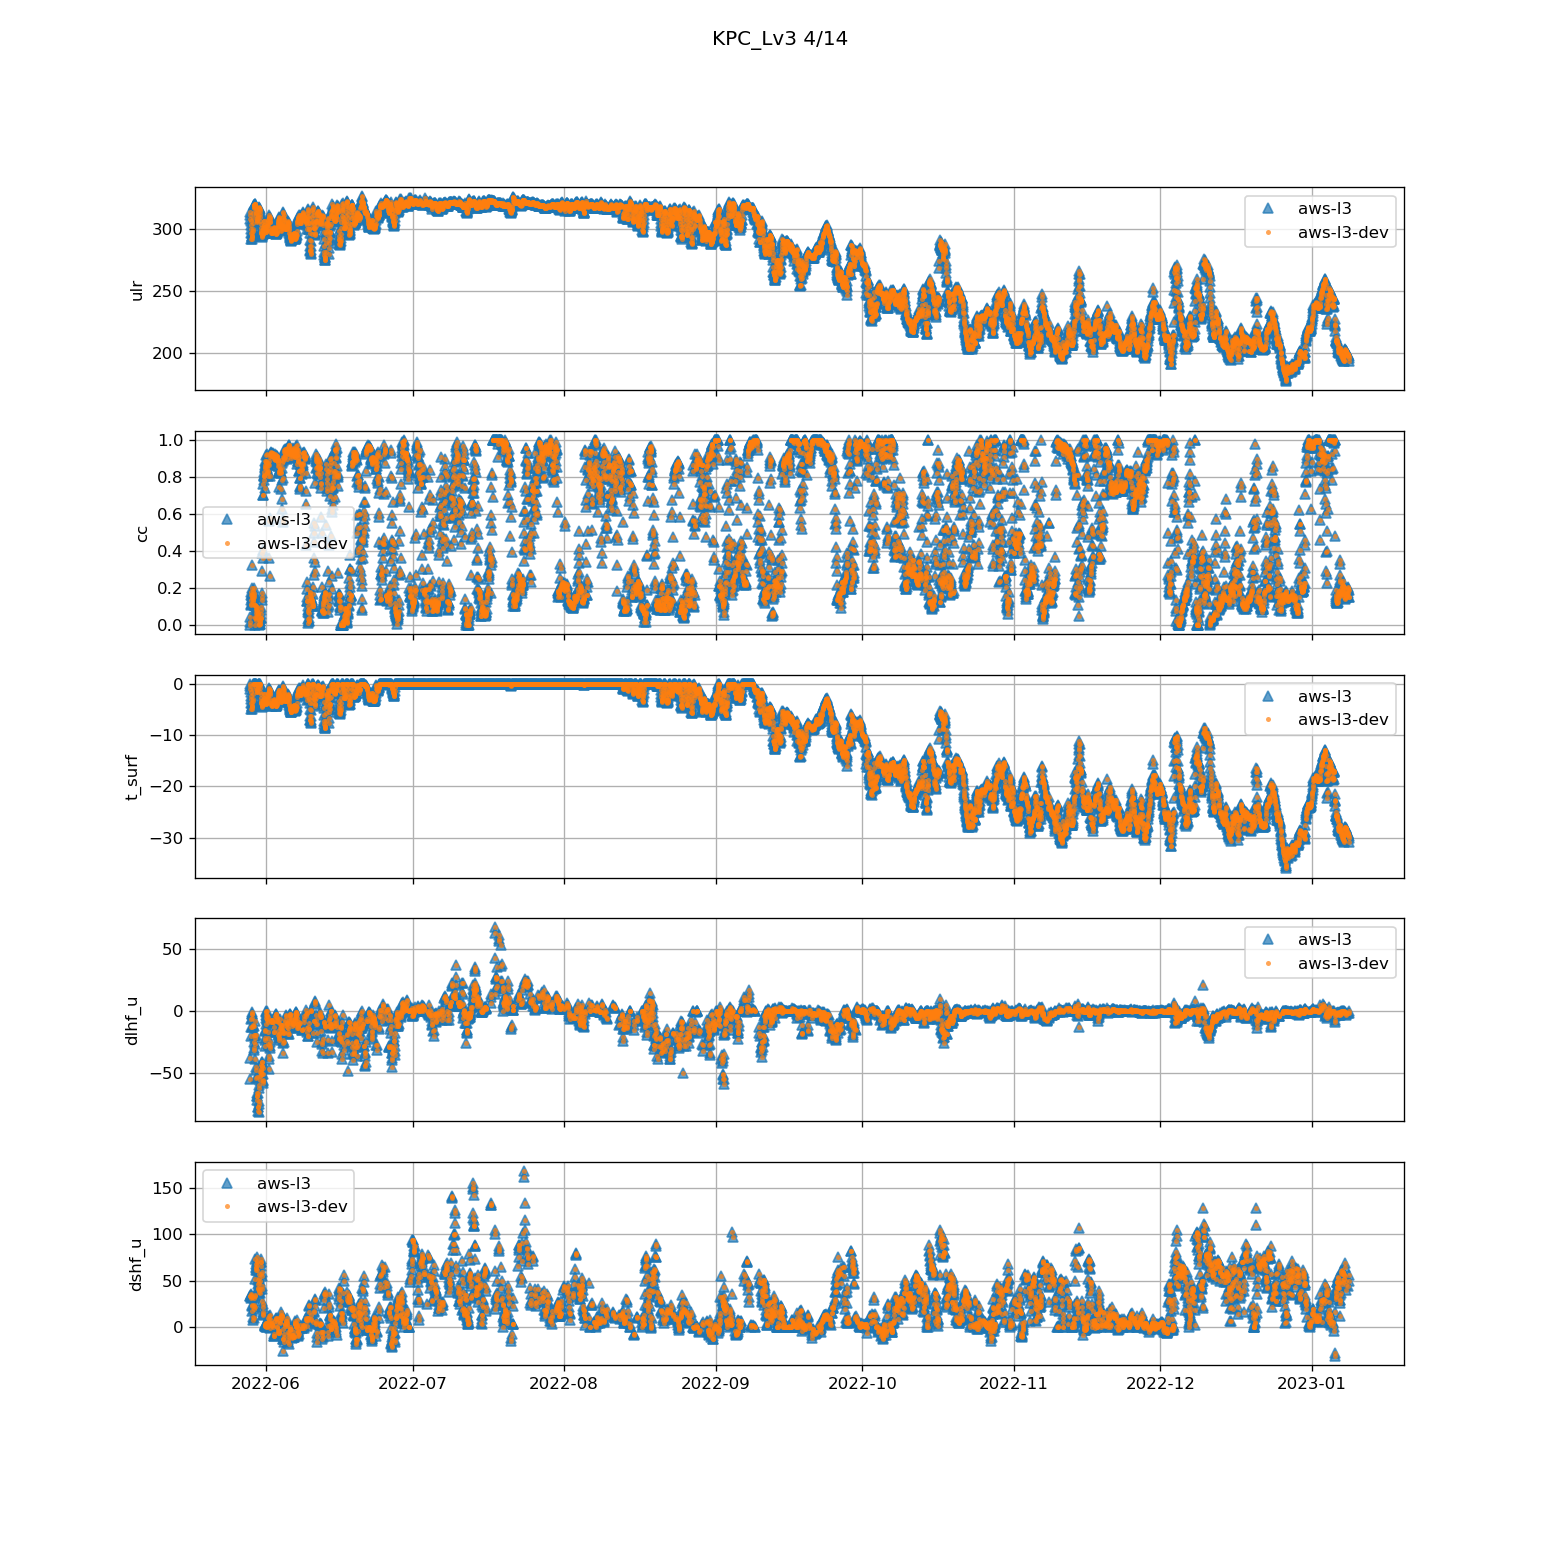 KPC_Lv3 4/14
300
250
200
ulr
aws-l3
aws-l3-dev
1.0
0.8
0.6
0.4
0.2
0.0
cc
aws-l3
aws-l3-dev
0
−10
−20
−30
t_surf
aws-l3
aws-l3-dev
50
0
−50
dlhf_u
aws-l3
aws-l3-dev
150
100
50
0
dshf_u
aws-l3
aws-l3-dev
2022-06 2022-07 2022-08 2022-09 2022-10 2022-11 2022-12 2023-01